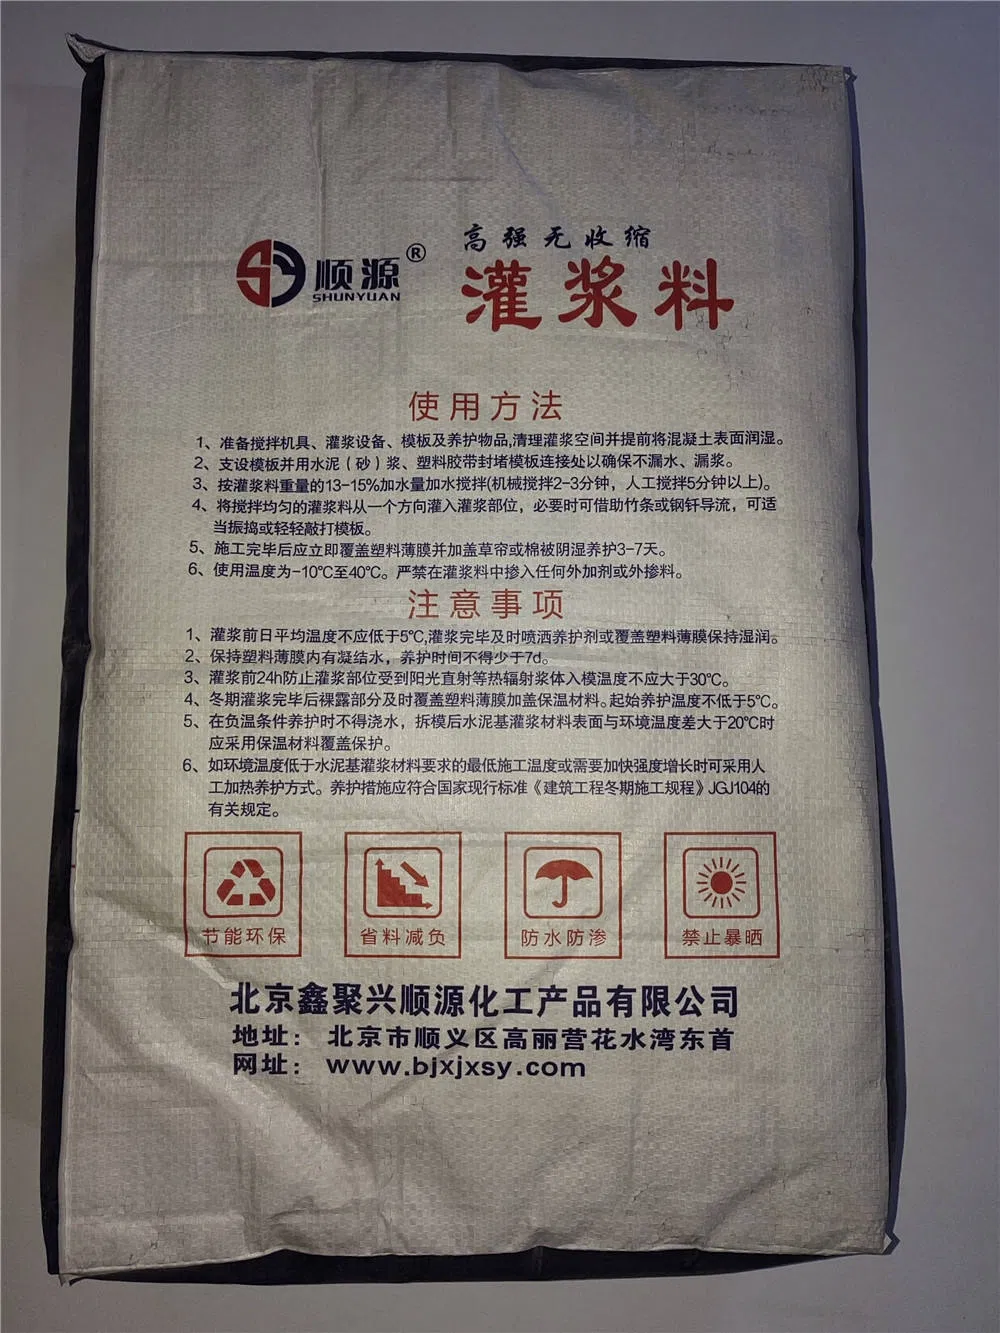 顺源®
SHUNYUAN
高强无收缩
灌浆料
使用方法
1、准备搅拌机具、灌浆设备、模板及养护物品,清理灌浆空间并提前将混凝土表面润湿。
2、支设模板并用水泥（砂）浆、塑料胶带封堵模板连接处以确保不漏水、漏浆。
3、按灌浆料重量的13-15%加水量加水搅拌(机械搅拌2-3分钟，人工搅拌5分钟以上)。
4、将搅拌均匀的灌浆料从一个方向灌入灌浆部位，必要时可借助竹条或钢钎导流，可适
当振捣或轻轻敲打模板。
5、施工完毕后应立即覆盖塑料薄膜并加盖草帘或棉被阴湿养护3-7天。
6、使用温度为-10℃至40℃。严禁在灌浆料中掺入任何外加剂或外掺料。
注意事项
1、灌浆前日平均温度不应低于5℃,灌浆完毕及时喷洒养护剂或覆盖塑料薄膜保持湿润。
2、保持塑料薄膜内有凝结水，养护时间不得少于7d。
3、灌浆前24h防止灌浆部位受到阳光直射等热辐射浆体入模温度不应大于30℃。
4、冬期灌浆完毕后裸露部分及时覆盖塑料薄膜加盖保温材料。起始养护温度不低于5℃。
5、在负温条件养护时不得浇水，拆模后水泥基灌浆材料表面与环境温度差大于20℃时
应采用保温材料覆盖保护。
6、如环境温度低于水泥基灌浆材料要求的最低施工温度或需要加快强度增长时可采用人
工加热养护方式。养护措施应符合国家现行标准《建筑工程冬期施工规程》JGJ104的
有关规定。
节能环保
省料减负
防水防渗
禁止暴晒
北京鑫聚兴顺源化工产品有限公司
地址：北京市顺义区高丽营花水湾东首
网址：www.bjxjxsy.com